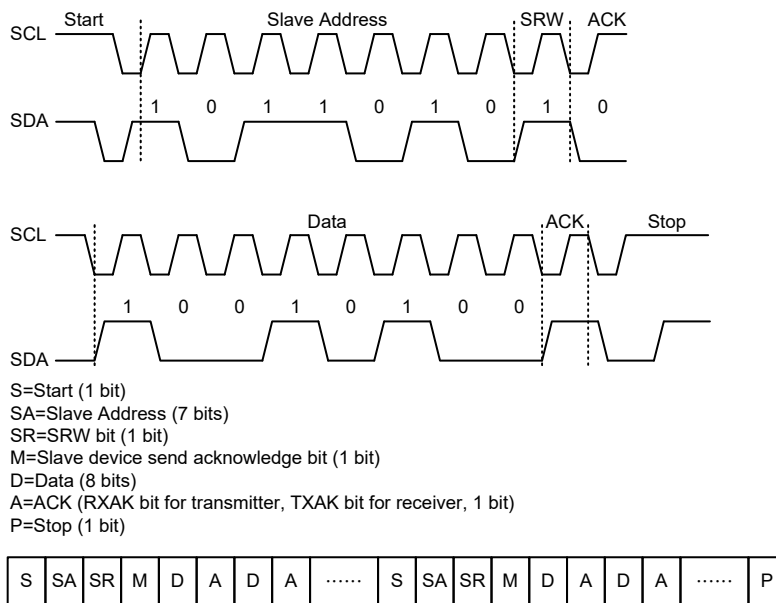 Start Slave Address SRW ACK
SCL
1 0 1 1 0 1 0 1 0
SDA
Data ACK Stop
SCL
1 0 0 1 0 1 0 0
SDA
S=Start (1 bit)
SA=Slave Address (7 bits)
SR=SRW bit (1 bit)
M=Slave device send acknowledge bit (1 bit)
D=Data (8 bits)
A=ACK (RXAK bit for transmitter, TXAK bit for receiver, 1 bit)
P=Stop (1 bit)
S SA SR M D A D A ...... S SA SR M D A D A ...... P